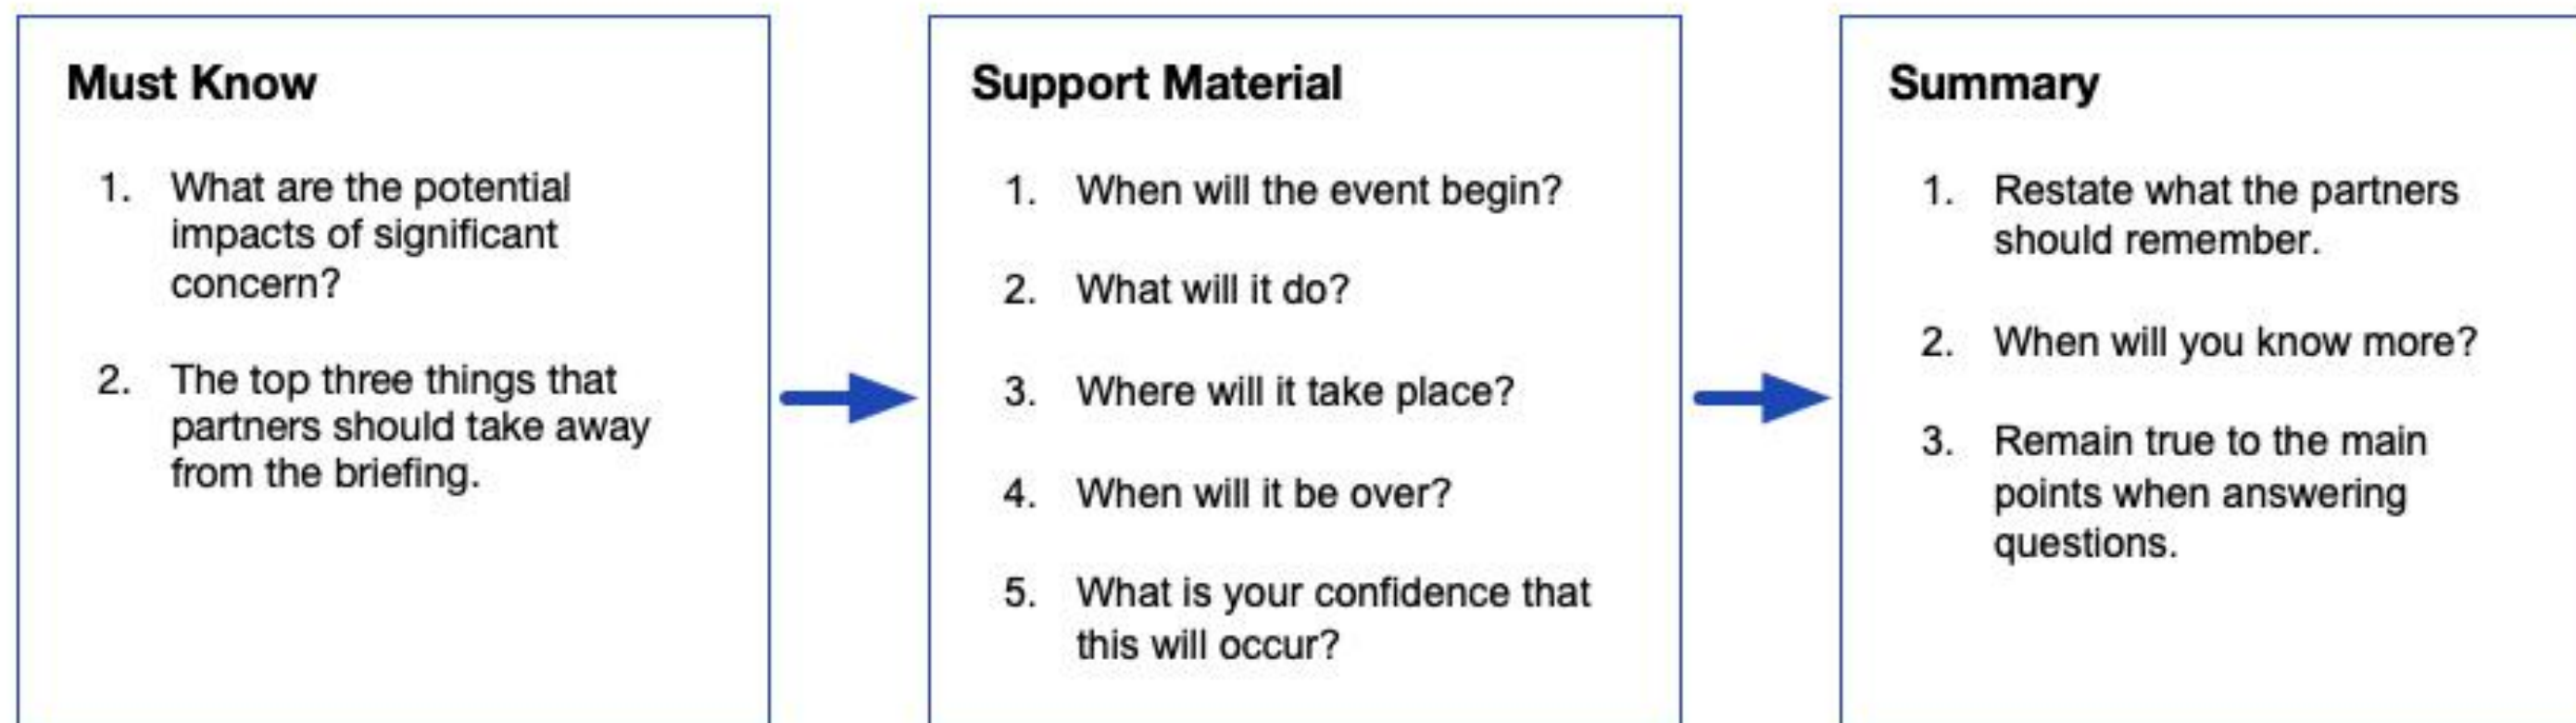 Must Know
1. What are the potential
impacts of significant
concern?
2. The top three things that
partners should take away
from the briefing.
Support Material
1. When will the event begin?
2. What will it do?
3. Where will it take place?
4. When will it be over?
5. What is your confidence that
this will occur?
Summary
1. Restate what the partners
should remember.
2. When will you know more?
3. Remain true to the main
points when answering
questions.